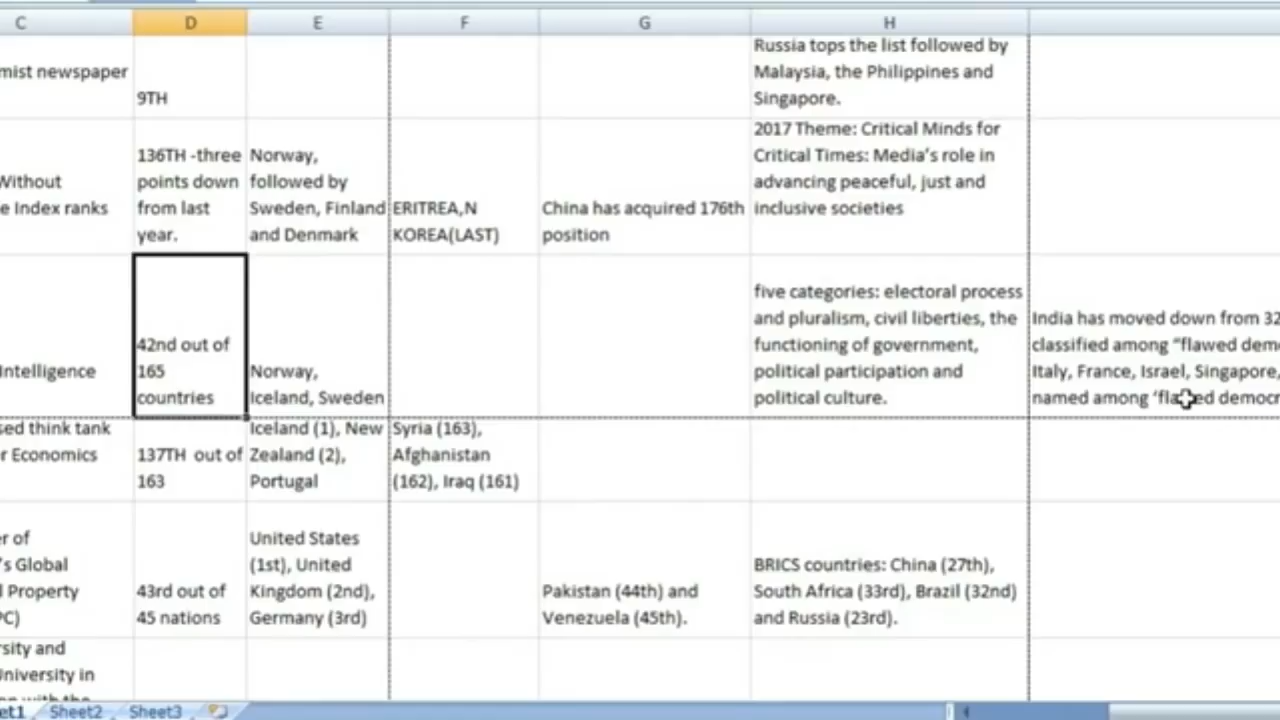 C D E F G H
mist newspaper
9TH
Russia tops the list followed by
Malaysia, the Philippines and
Singapore.
Without
e Index ranks
136TH -three
points down
from last
year.
Norway,
followed by
Sweden, Finland
and Denmark
ERITREA,N
KOREA(LAST)
China has acquired 176th
position
2017 Theme: Critical Minds for
Critical Times: Media's role in
advancing peaceful, just and
inclusive societies
Intelligence
42nd out of
165
countries
Norway,
Iceland, Sweden
five categories: electoral process
and pluralism, civil liberties, the
functioning of government,
political participation and
political culture.
India has moved down from 32
classified among "flawed demo
Italy, France, Israel, Singapore,
named among 'flawed democr
sed think tank
r Economics
137TH out of
163
Iceland (1), New
Zealand (2),
Portugal
Syria (163),
Afghanistan
(162), Iraq (161)
er of
's Global
l Property
PC)
43rd out of
45 nations
United States
(1st), United
Kingdom (2nd),
Germany (3rd)
Pakistan (44th) and
Venezuela (45th).
BRICS countries: China (27th),
South Africa (33rd), Brazil (32nd)
and Russia (23rd).
rsity and
University in
on with the
et1 Sheet2 Sheet3